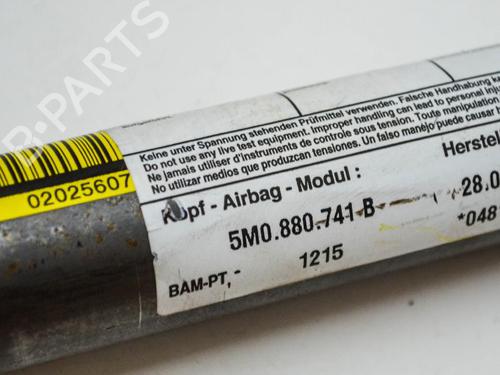 B-PARTS
02025607
Keine unter Spannung stehenden Prüfmittel verwenden. Falsche Handhabung
Do not use any live test equipment. Improper handling can lead to personal
Ne jamais utiliser d'instruments de controle sous tension. Toute manipulation
No utilizar medios que produzcan tensiones. Un falso manejo puede causar
Kopf - Airbag - Modul :
Herstel
5M0.880.741 B
28.0
BAM-PT, -
1215
*048